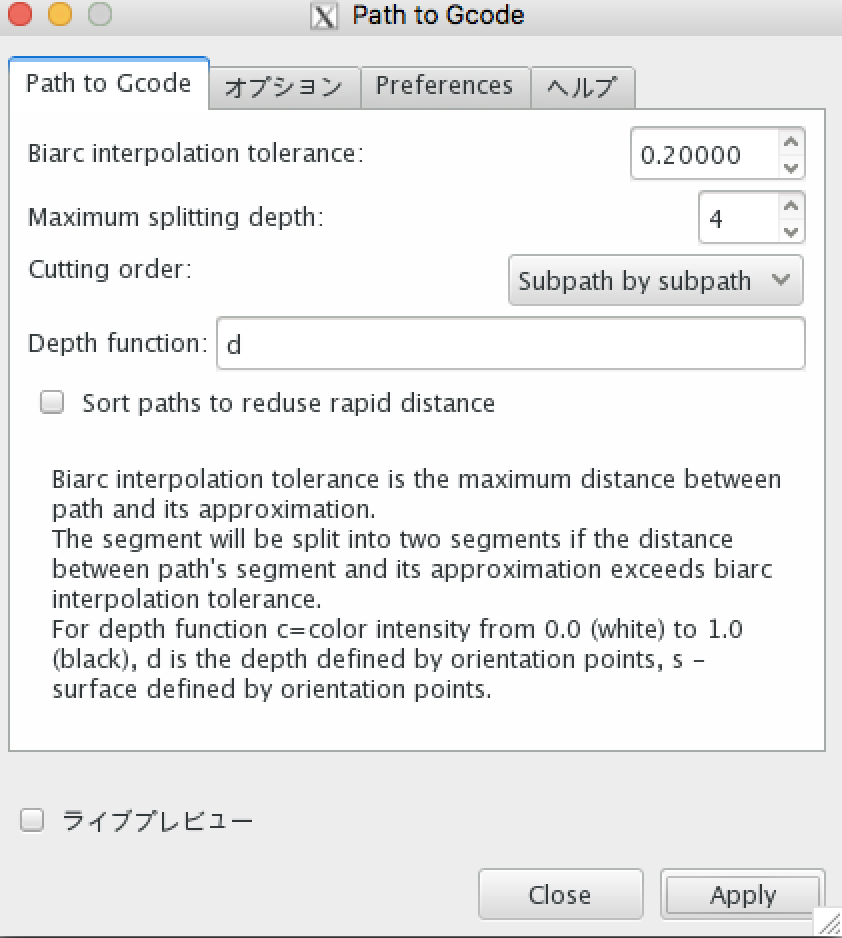 Path to Gcode
Path to Gcode オプション Preferences ヘルプ
Biarc interpolation tolerance: 0.20000
Maximum splitting depth: 4
Cutting order: Subpath by subpath
Depth function: d
Sort paths to reduse rapid distance
Biarc interpolation tolerance is the maximum distance between
path and its approximation.
The segment will be split into two segments if the distance
between path's segment and its approximation exceeds biarc
interpolation tolerance.
For depth function c=color intensity from 0.0 (white) to 1.0
(black), d is the depth defined by orientation points, s –
surface defined by orientation points.
ライブプレビュー
Close Apply